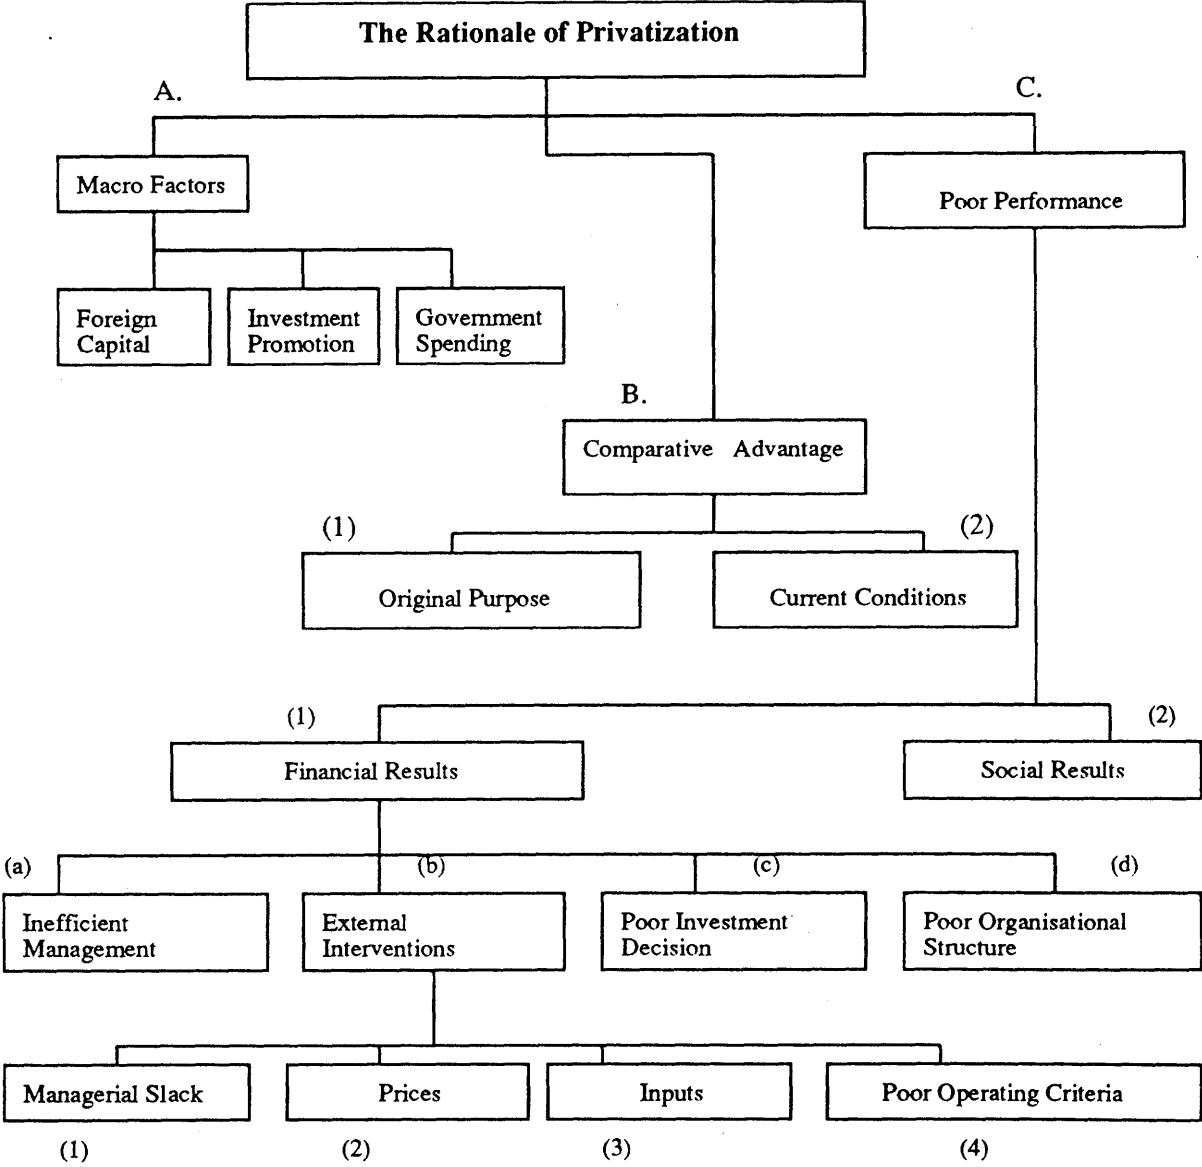 The Rationale of Privatization
A.
C.
Macro Factors
Poor Performance
Foreign
Capital
Investment
Promotion
Government
Spending
B.
Comparative Advantage
(1)
(2)
Original Purpose
Current Conditions
(1)
(2)
Financial Results
Social Results
(a)
(b)
(c)
(d)
Inefficient
Management
External
Interventions
Poor Investment
Decision
Poor Organisational
Structure
Managerial Slack
Prices
Inputs
Poor Operating Criteria
(1)
(2)
(3)
(4)